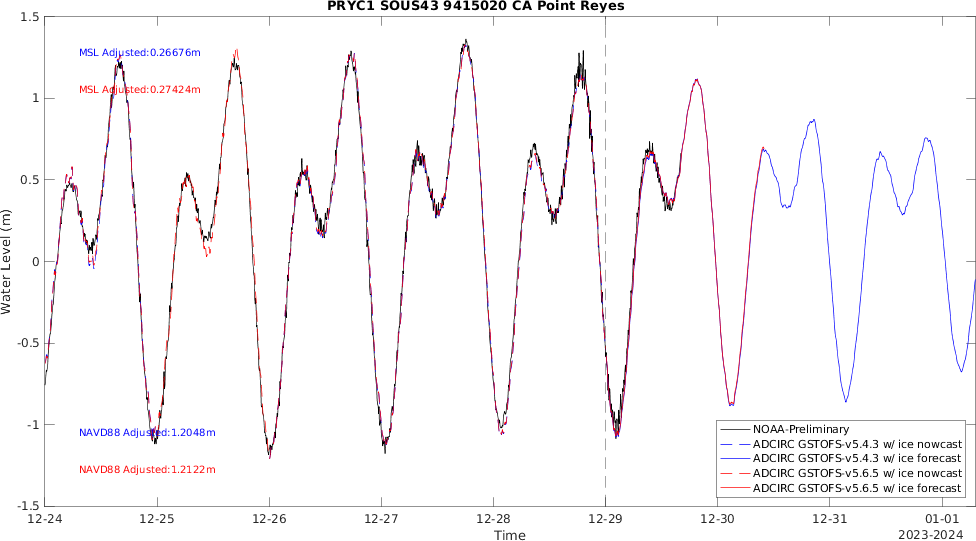 PRYC1 SOUS43 9415020 CA Point Reyes
1.5
1
0.5
0
-0.5
-1
-1.5
Water Level (m)
MSL Adjusted:0.26676m
MSL Adjusted:0.27424m
NAVD88 Adjusted:1.2048m
NAVD88 Adjusted:1.2122m
NOAA-Preliminary
ADCIRC GSTOFS-v5.4.3 w/ ice nowcast
ADCIRC GSTOFS-v5.4.3 w/ ice forecast
ADCIRC GSTOFS-v5.6.5 w/ ice nowcast
ADCIRC GSTOFS-v5.6.5 w/ ice forecast
12-24 12-25 12-26 12-27 12-28 12-29 12-30 12-31 01-01
Time
2023-2024